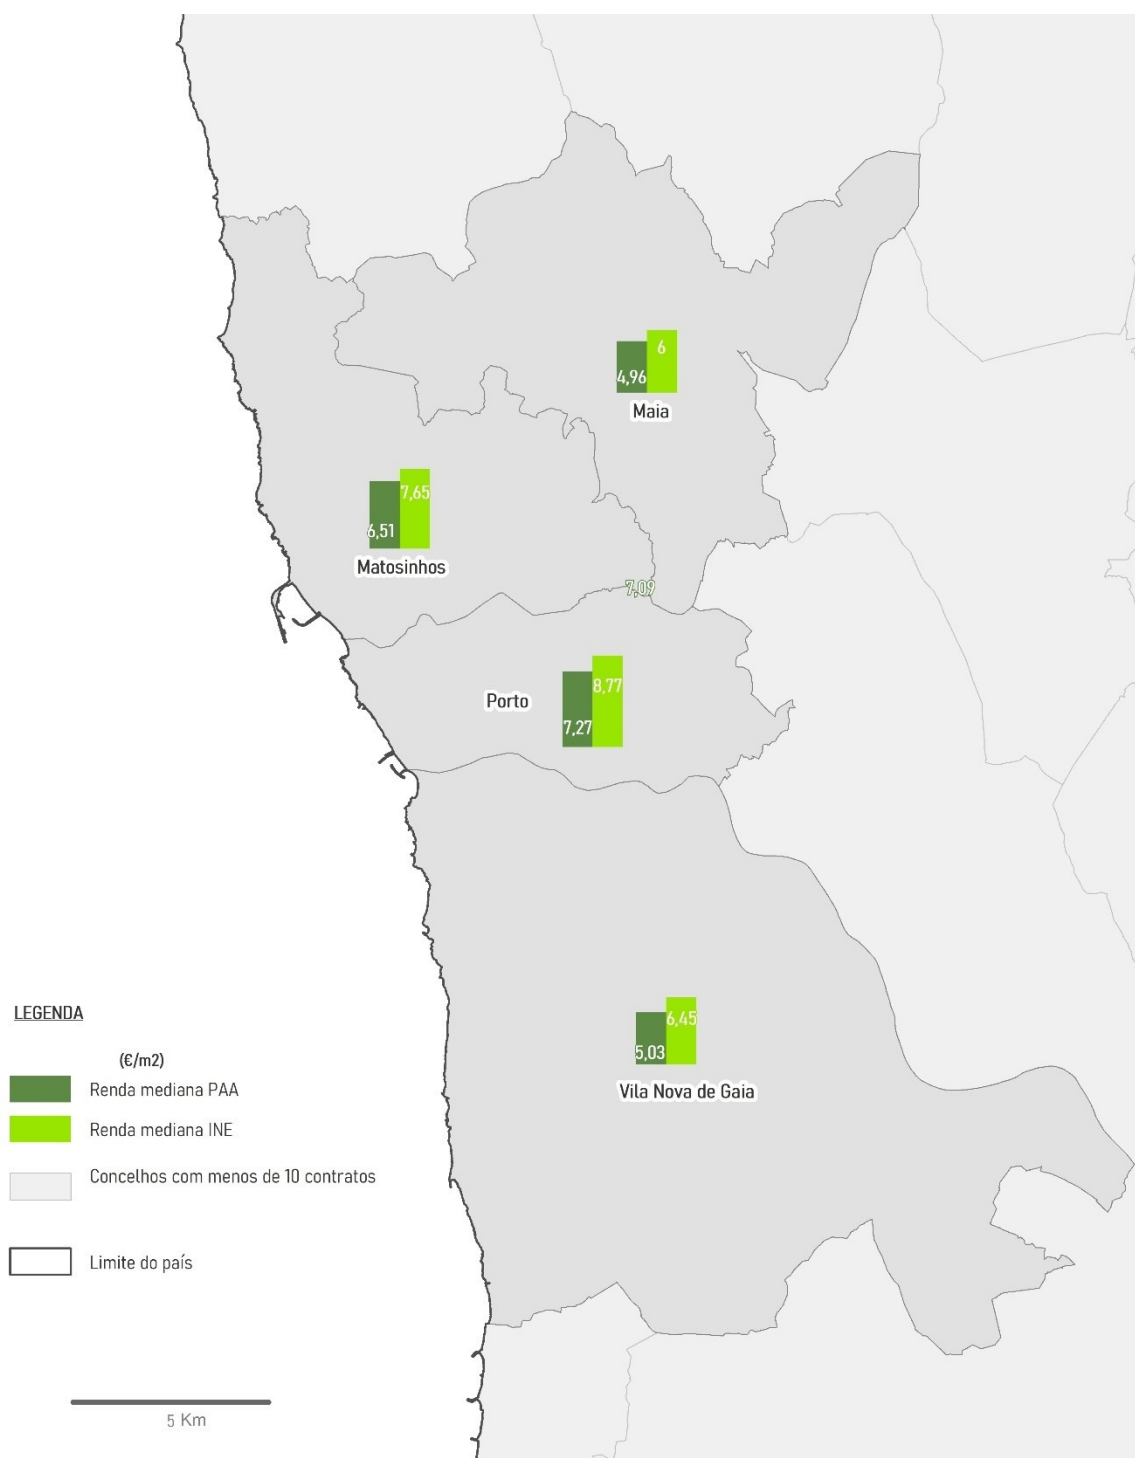 6
4,96
Maia
7,65
6,51
Matosinhos
7,09
8,77
Porto
7,27
6,45
5,03
Vila Nova de Gaia
LEGENDA
(€/m2)
Renda mediana PAA
Renda mediana INE
Concelhos com menos de 10 contratos
Limite do país
5 Km